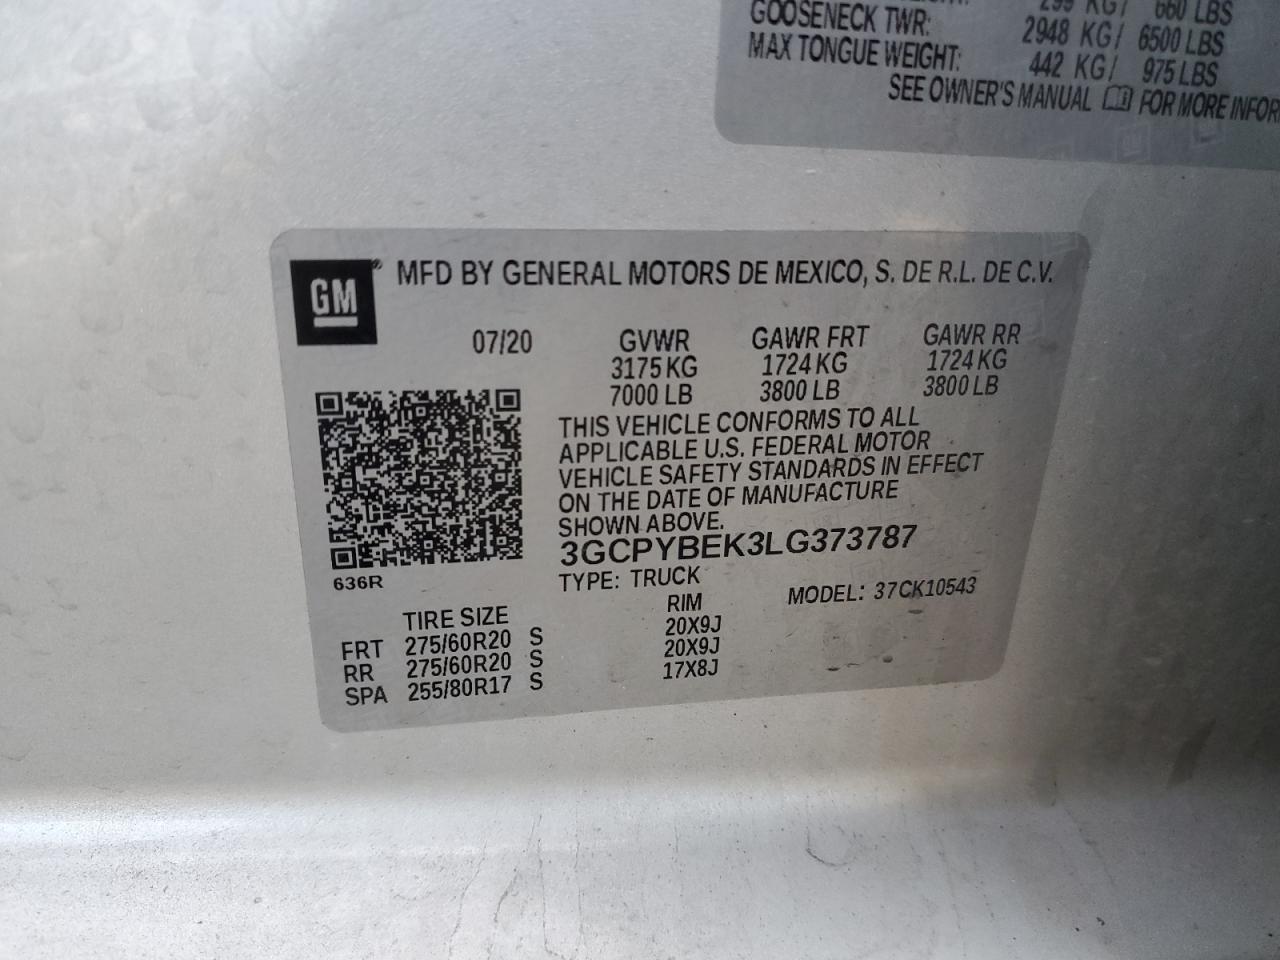 299 KG/ 660 LBS
GOOSENECK TWR: 2948 KG/ 6500 LBS
MAX TONGUE WEIGHT: 442 KG/ 975 LBS
SEE OWNER'S MANUAL FOR MORE INFOR
GM
MFD BY GENERAL MOTORS DE MEXICO, S. DE R.L. DE C.V.
07/20 GVWR GAWR FRT GAWR RR
3175 KG 1724 KG 1724 KG
7000 LB 3800 LB 3800 LB
THIS VEHICLE CONFORMS TO ALL
APPLICABLE U.S. FEDERAL MOTOR
VEHICLE SAFETY STANDARDS IN EFFECT
ON THE DATE OF MANUFACTURE
SHOWN ABOVE.
3GCPYBEK3LG373787
636R
TYPE: TRUCK MODEL: 37CK10543
TIRE SIZE RIM
FRT 275/60R20 S 20X9J
RR 275/60R20 S 20X9J
SPA 255/80R17 S 17X8J